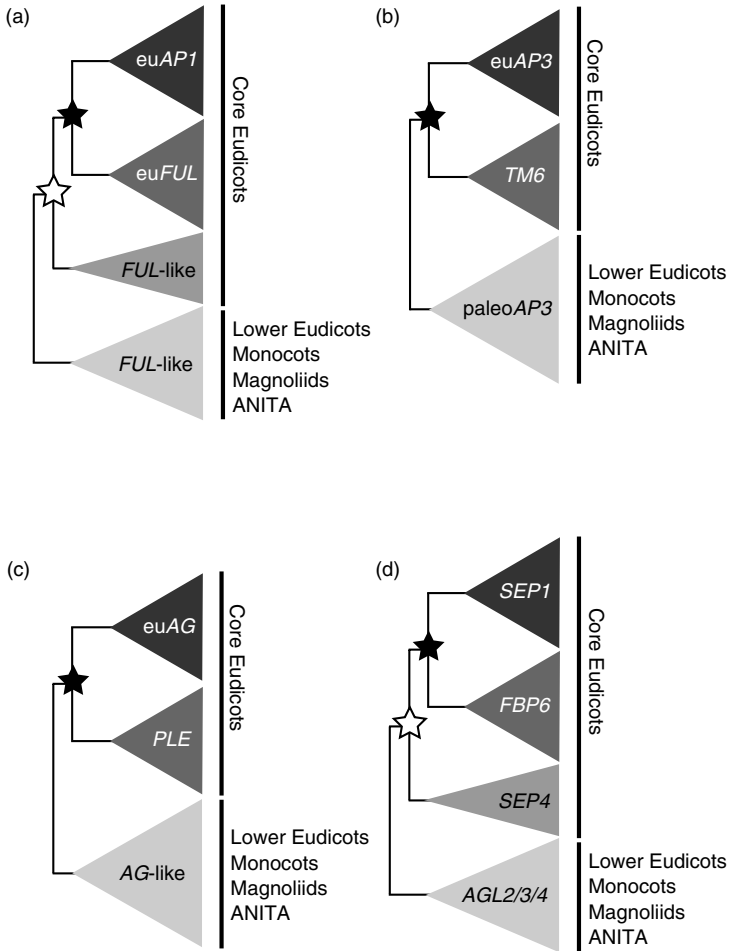 (a)
euAP1
euFUL
FUL-like
FUL-like
Core Eudicots
Lower Eudicots
Monocots
Magnoliids
ANITA
(b)
euAP3
TM6
paleoAP3
Core Eudicots
Lower Eudicots
Monocots
Magnoliids
ANITA
(c)
euAG
PLE
AG-like
Core Eudicots
Lower Eudicots
Monocots
Magnoliids
ANITA
(d)
SEP1
FBP6
SEP4
AGL2/3/4
Core Eudicots
Lower Eudicots
Monocots
Magnoliids
ANITA